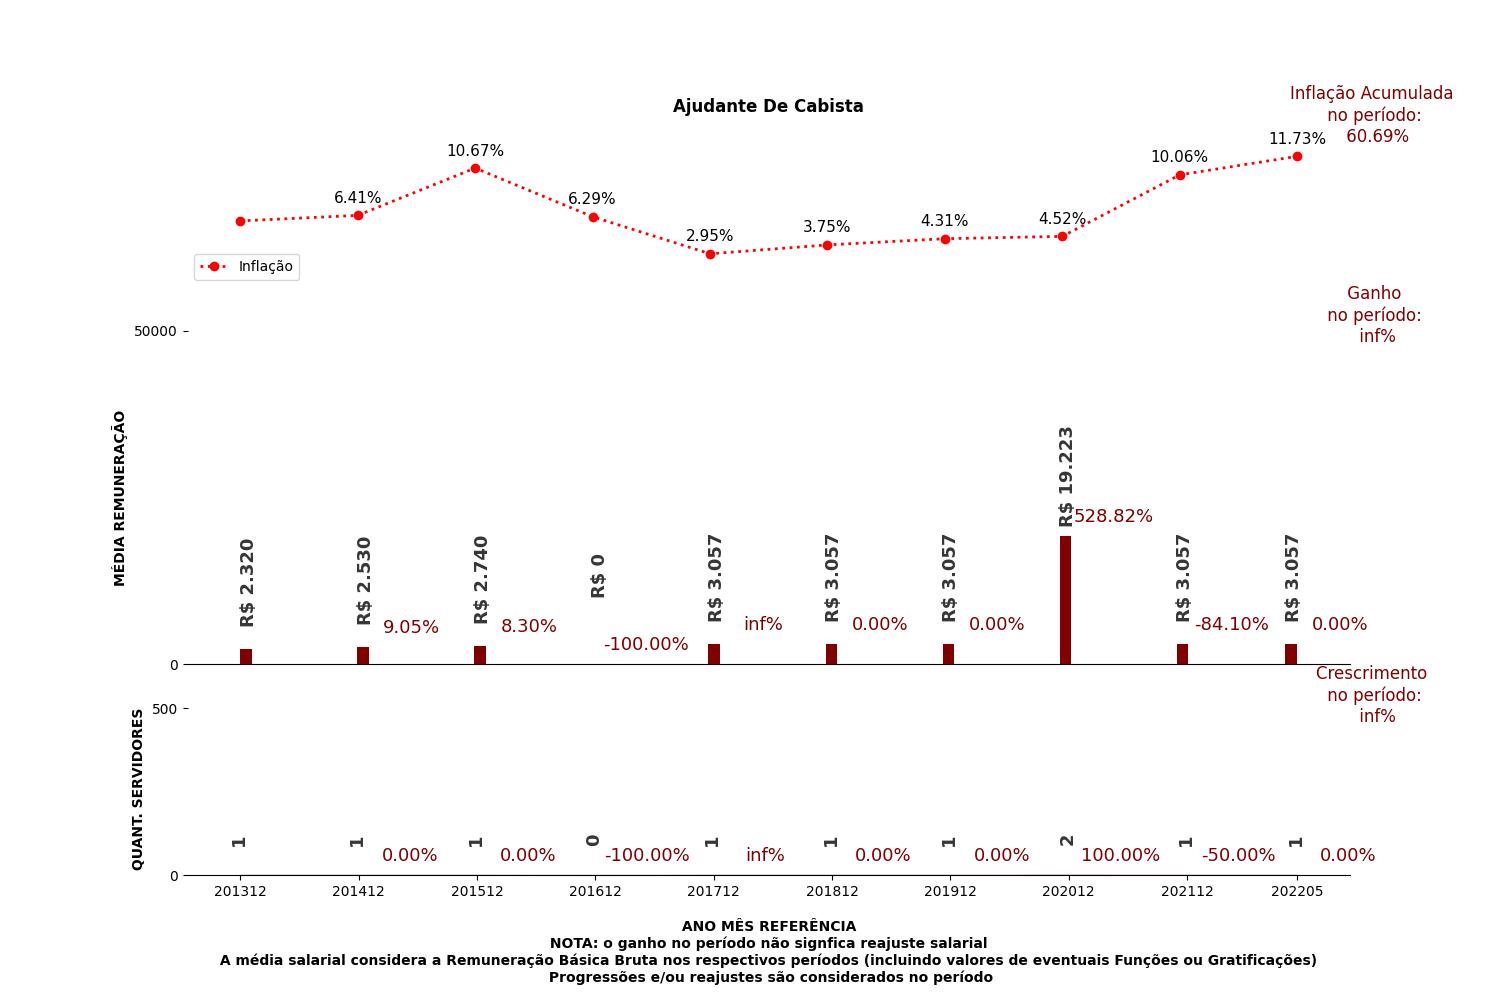 Ajudante De Cabista
Inflação Acumulada
no período:
60.69%
6.41%
10.67%
6.29%
2.95%
3.75%
4.31%
4.52%
10.06%
11.73%
Inflação
Ganho
no período:
inf%
50000
0
MÉDIA REMUNERAÇÃO
R$ 2.320
R$ 2.530
R$ 2.740
R$ 0
R$ 3.057
R$ 3.057
R$ 3.057
R$ 19.223
R$ 3.057
R$ 3.057
9.05%
8.30%
-100.00%
inf%
0.00%
0.00%
528.82%
-84.10%
0.00%
Crescrimento
no período:
inf%
500
0
QUANT. SERVIDORES
1
1
1
0
1
1
1
2
1
1
0.00%
0.00%
-100.00%
inf%
0.00%
0.00%
100.00%
-50.00%
0.00%
201312
201412
201512
201612
201712
201812
201912
202012
202112
202205
ANO MÊS REFERÊNCIA
NOTA: o ganho no período não signfica reajuste salarial
A média salarial considera a Remuneração Básica Bruta nos respectivos períodos (incluindo valores de eventuais Funções ou Gratificações)
Progressões e/ou reajustes são considerados no período